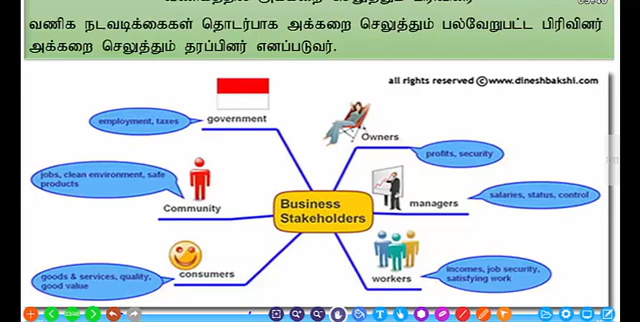 வணிக நடவடிக்கைகள் தொடர்பாக அக்கறை செலுத்தும் பல்வேறுபட்ட பிரிவினர்
அக்கறை செலுத்தும் தரப்பினர் எனப்படுவர்.
all rights reserved ©www.dineshbakshi.com
employment, taxes
government
Owners
profits, security
jobs, clean environment, safe
products
Community
Business
Stakeholders
managers
salaries, status, control
goods & services, quality,
good value
consumers
workers
incomes, job security,
satisfying work